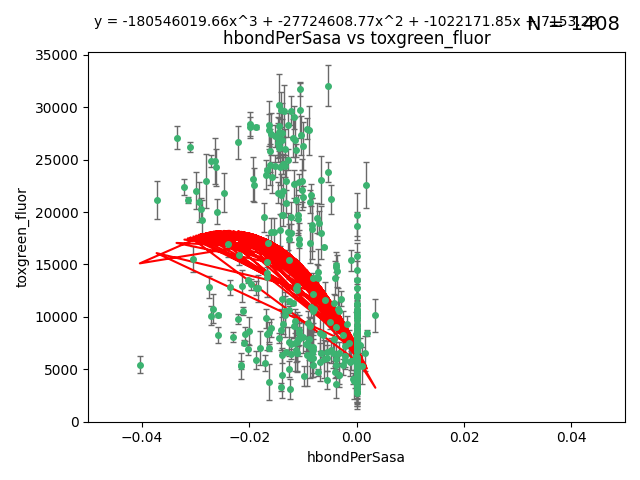 y = -180546019.66x^3 + -27724608.77x^2 + -1022171.85x + 7153.29
N = 1408
hbondPerSasa vs toxgreen_fluor
35000
30000
25000
20000
15000
10000
5000
0
toxgreen_fluor
−0.04
−0.02
0.00
0.02
0.04
hbondPerSasa